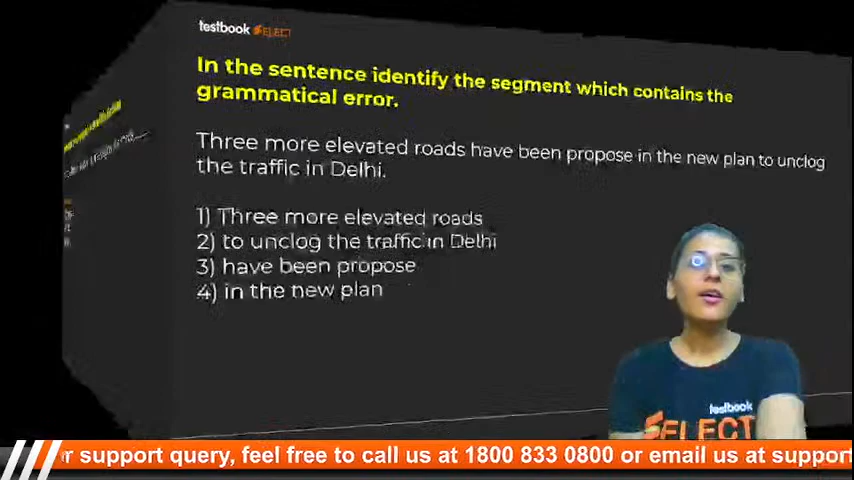 testbook SELECT
In the sentence identify the segment which contains the
grammatical error.
Three more elevated roads have been propose in the new plan to unclog
the traffic in Delhi.
1) Three more elevated roads
2) to unclog the traffic in Delhi
3) have been propose
4) in the new plan
testbook
SELECT
r support query, feel free to call us at 1800 833 0800 or email us at support